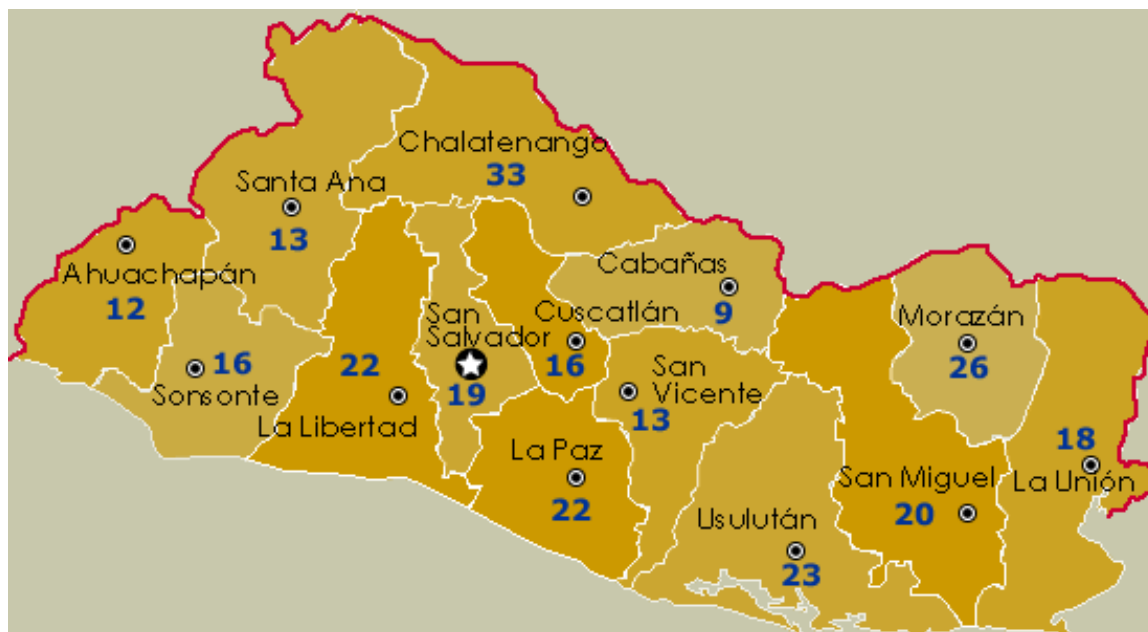 Chalatenango
33
Santa Ana
13
Ahuachapán
12
Cabañas
9
San
Salvador
19
Cuscatlán
16
Morazán
26
16
Sonsonte
22
La Libertad
San
Vicente
13
La Paz
22
18
La Unión
San Miguel
20
Usulután
23